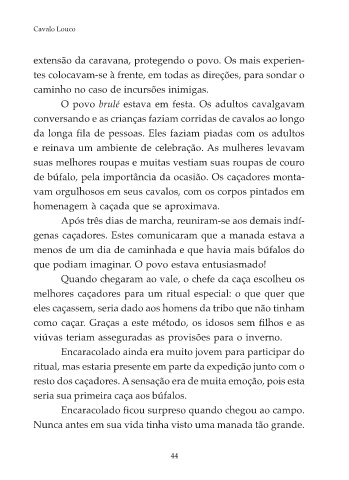 Cavalo Louco
extensão da caravana, protegendo o povo. Os mais experien-
tes colocavam-se à frente, em todas as direções, para sondar o
caminho no caso de incursões inimigas.
O povo brulé estava em festa. Os adultos cavalgavam
conversando e as crianças faziam corridas de cavalos ao longo
da longa fila de pessoas. Eles faziam piadas com os adultos
e reinava um ambiente de celebração. As mulheres levavam
suas melhores roupas e muitas vestiam suas roupas de couro
de búfalo, pela importância da ocasião. Os caçadores monta-
vam orgulhosos em seus cavalos, com os corpos pintados em
homenagem à caçada que se aproximava.
Após três dias de marcha, reuniram-se aos demais indí-
genas caçadores. Estes comunicaram que a manada estava a
menos de um dia de caminhada e que havia mais búfalos do
que podiam imaginar. O povo estava entusiasmado!
Quando chegaram ao vale, o chefe da caça escolheu os
melhores caçadores para um ritual especial: o que quer que
eles caçassem, seria dado aos homens da tribo que não tinham
como caçar. Graças a este método, os idosos sem filhos e as
viúvas teriam asseguradas as provisões para o inverno.
Encaracolado ainda era muito jovem para participar do
ritual, mas estaria presente em parte da expedição junto com o
resto dos caçadores. A sensação era de muita emoção, pois esta
seria sua primeira caça aos búfalos.
Encaracolado ficou surpreso quando chegou ao campo.
Nunca antes em sua vida tinha visto uma manada tão grande.
44